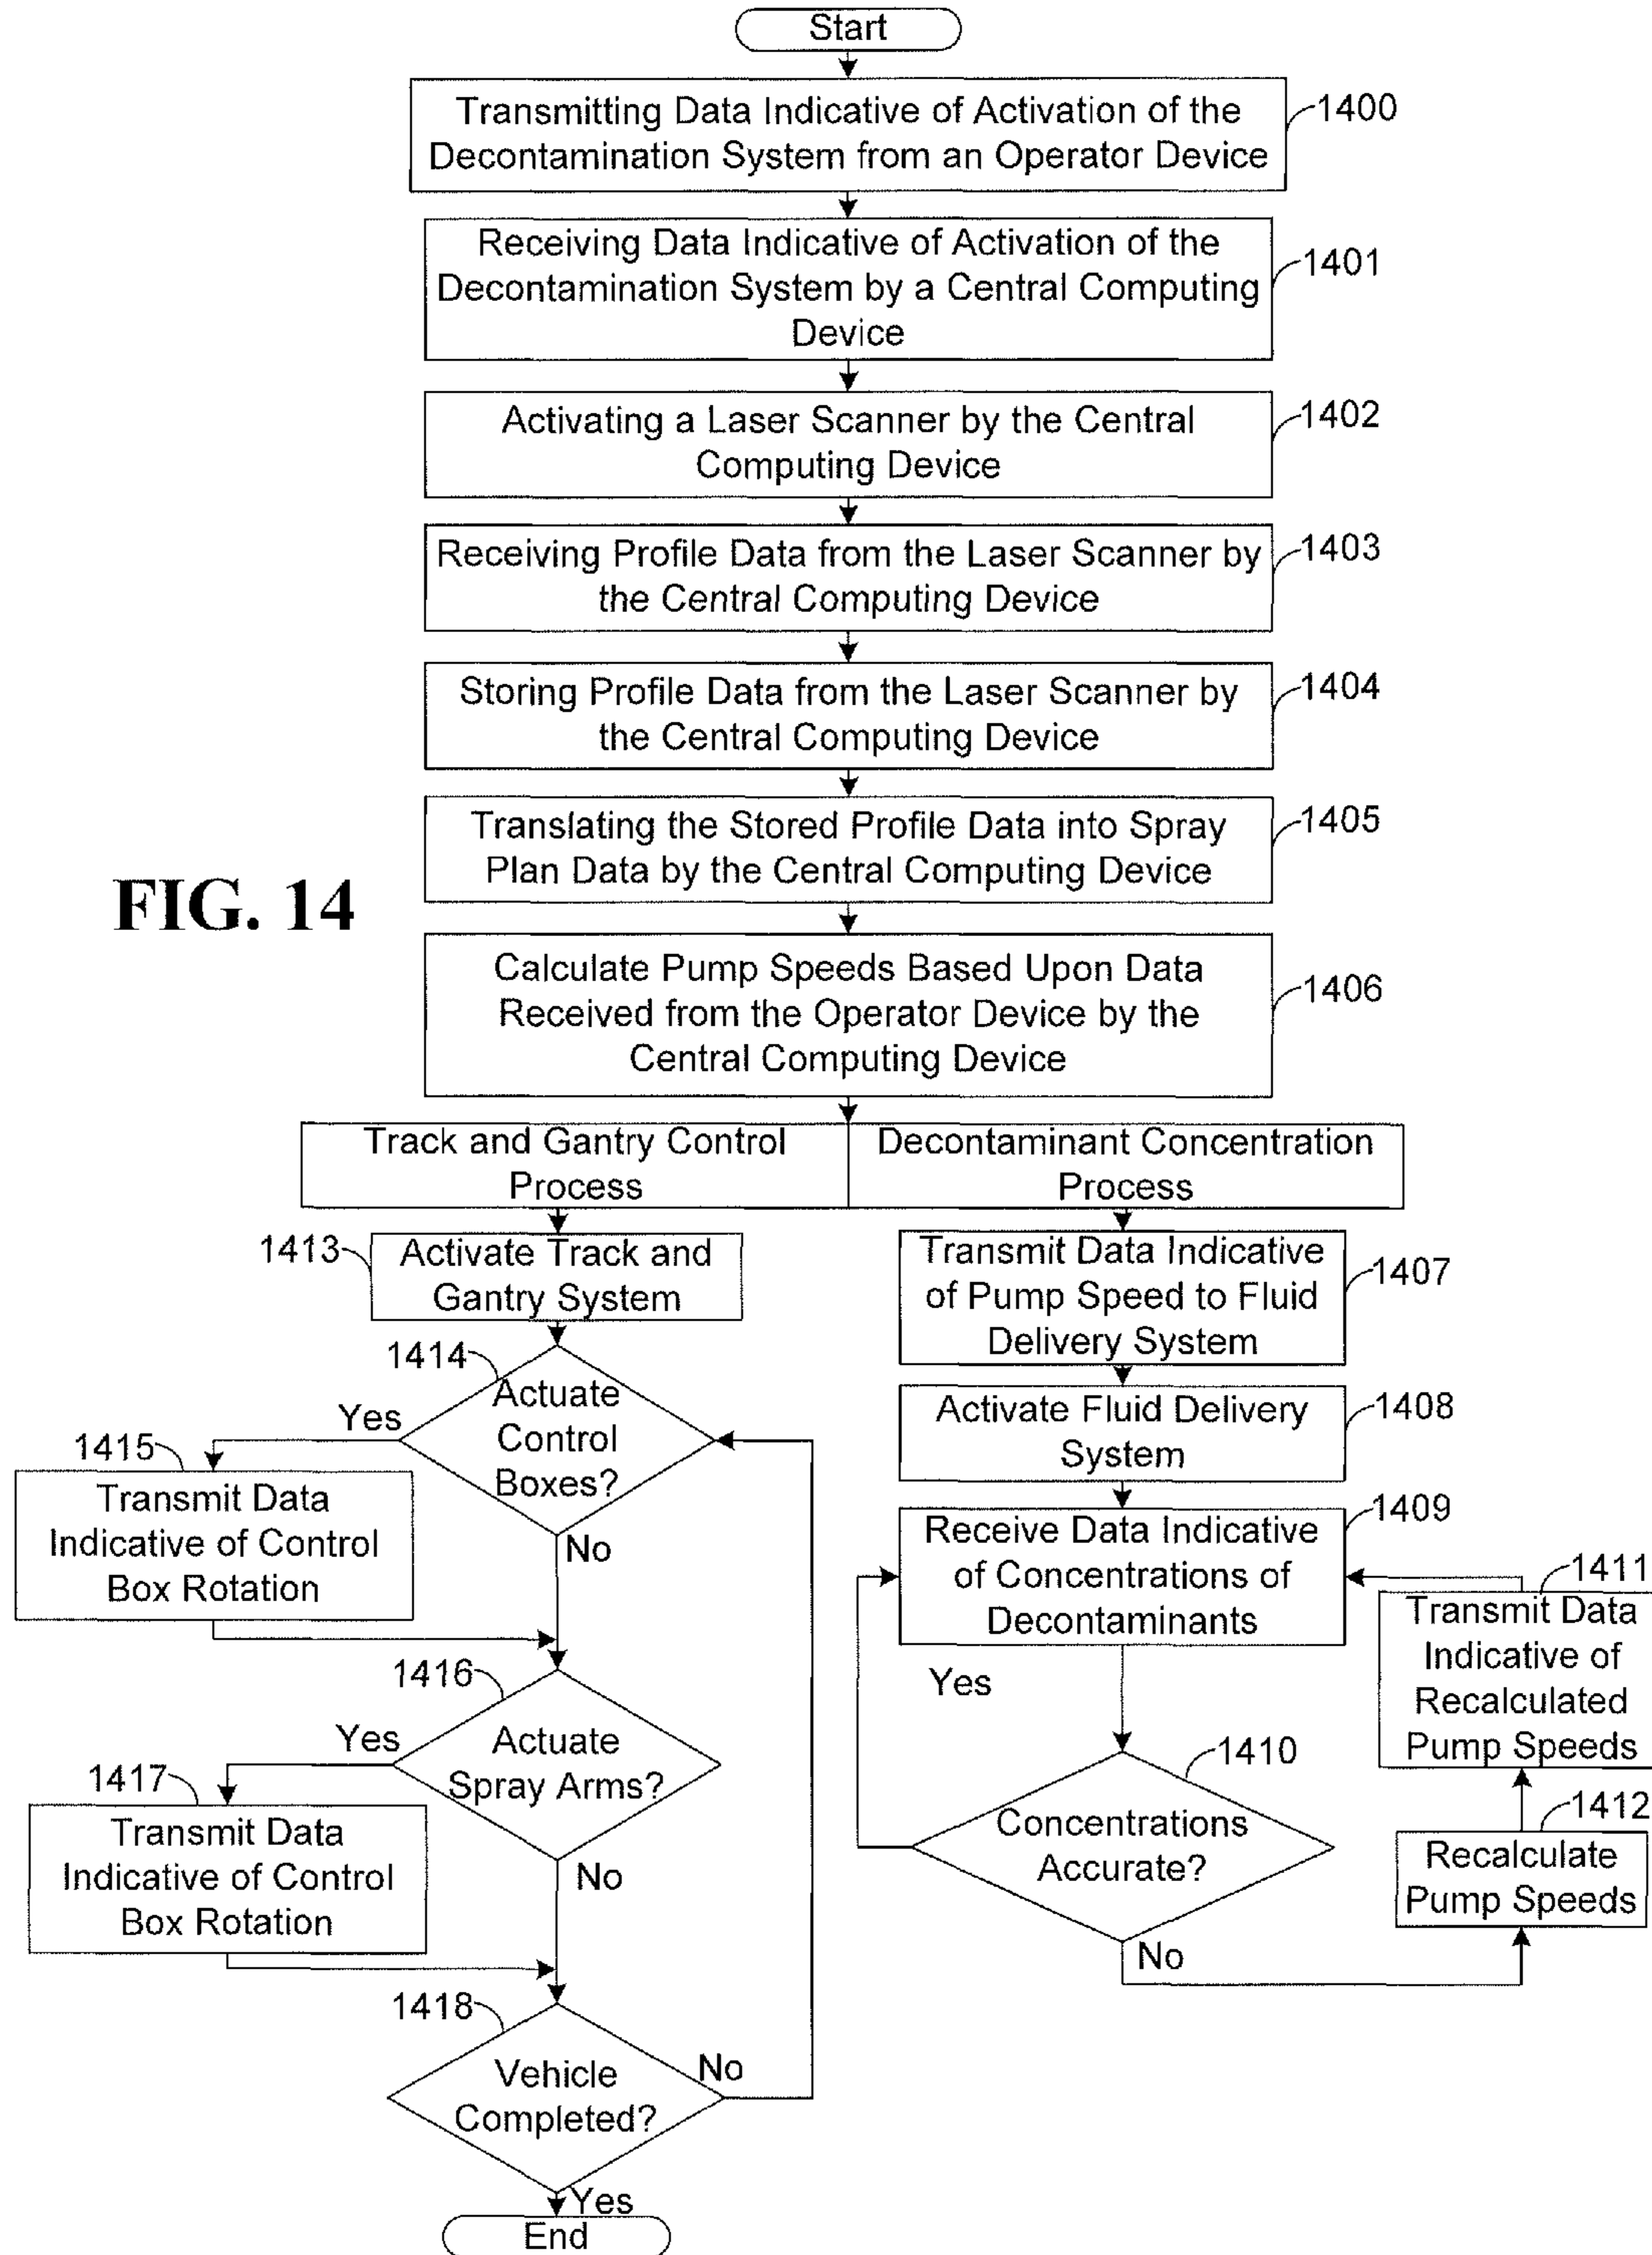 Start
Transmitting Data Indicative of Activation of the
Decontamination System from an Operator Device
1400
Receiving Data Indicative of Activation of the
Decontamination System by a Central Computing
Device
1401
Activating a Laser Scanner by the Central
Computing Device
1402
Receiving Profile Data from the Laser Scanner by
the Central Computing Device
1403
Storing Profile Data from the Laser Scanner by
the Central Computing Device
1404
Translating the Stored Profile Data into Spray
Plan Data by the Central Computing Device
1405
FIG. 14
Calculate Pump Speeds Based Upon Data
Received from the Operator Device by the
Central Computing Device
1406
Track and Gantry Control
Process
Decontaminant Concentration
Process
1413
Activate Track and
Gantry System
1414
Actuate
Control
Boxes?
Yes
No
1415
Transmit Data
Indicative of Control
Box Rotation
1416
Actuate
Spray Arms?
Yes
No
1417
Transmit Data
Indicative of Control
Box Rotation
1418
Vehicle
Completed?
No
Yes
End
Transmit Data Indicative
of Pump Speed to Fluid
Delivery System
1407
Activate Fluid Delivery
System
1408
Receive Data Indicative
of Concentrations of
Decontaminants
1409
Yes
1410
Concentrations
Accurate?
No
1411
Transmit Data
Indicative of
Recalculated
Pump Speeds
1412
Recalculate
Pump Speeds